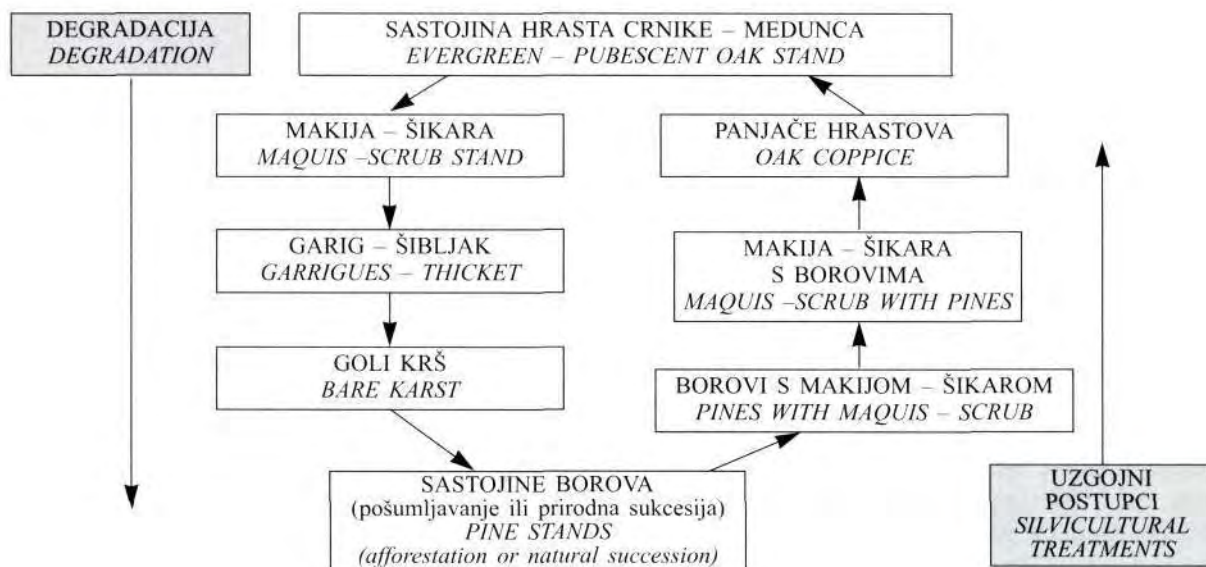 DEGRADACIJA
DEGRADATION
SASTOJINA HRASTA CRNIKE – MEDUNCA
EVERGREEN – PUBESCENT OAK STAND
MAKIJA – ŠIKARA
MAQUIS –SCRUB STAND
GARIG – ŠIBLJAK
GARRIGUES – THICKET
GOLI KRŠ
BARE KARST
SASTOJINE BOROVA
(pošumljavanje ili prirodna sukcesija)
PINE STANDS
(afforestation or natural succession)
BOROVI S MAKIJOM – ŠIKAROM
PINES WITH MAQUIS – SCRUB
MAKIJA – ŠIKARA
S BOROVIMA
MAQUIS –SCRUB WITH PINES
PANJAČE HRASTOVA
OAK COPPICE
UZGOJNI
POSTUPCI
SILVICULTURAL
TREATMENTS